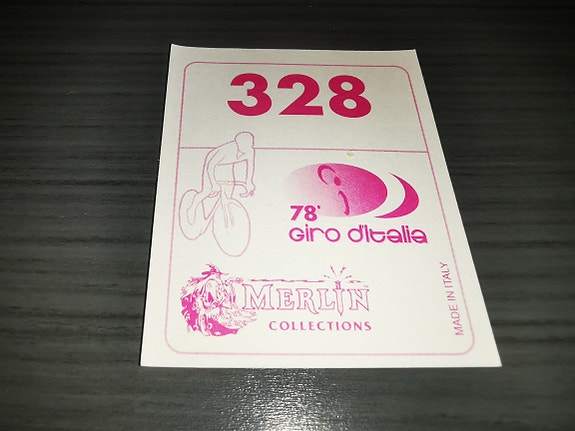 328
78°
Giro d'Italia
MERLIN
COLLECTIONS
MADE IN ITALY